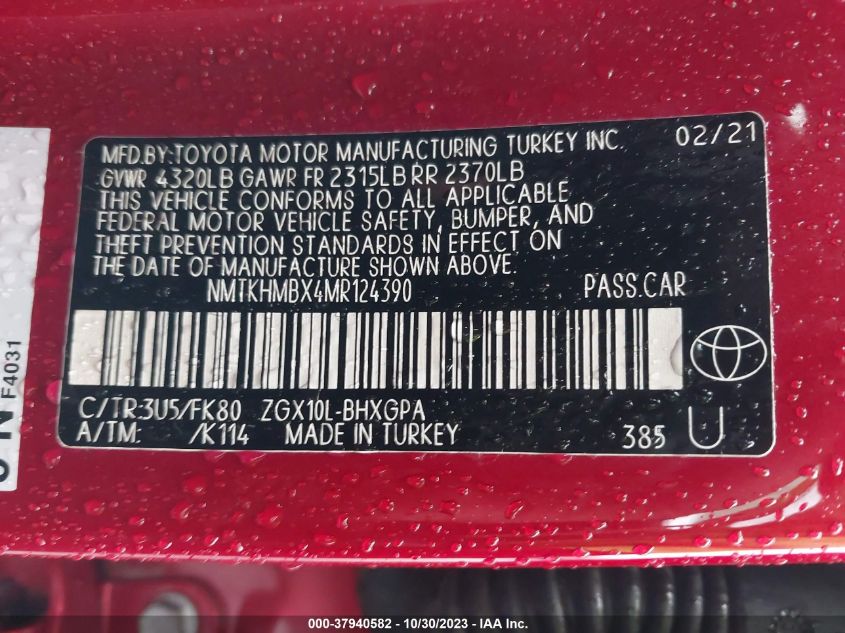 MFD.BY:TOYOTA MOTOR MANUFACTURING TURKEY INC. 02/21
GVWR 4320LB GAWR FR 2315LB RR 2370LB
THIS VEHICLE CONFORMS TO ALL APPLICABLE
FEDERAL MOTOR VEHICLE SAFETY, BUMPER, AND
THEFT PREVENTION STANDARDS IN EFFECT ON
THE DATE OF MANUFACTURE SHOWN ABOVE.
NMTKHMBX4MR124390 PASS.CAR
C/TR:3U5/FK80 ZGX10L-BHXGPA
A/TM: /K114 MADE IN TURKEY 385 U
F4031
000-37940582 - 10/30/2023 - © IAA, Inc.